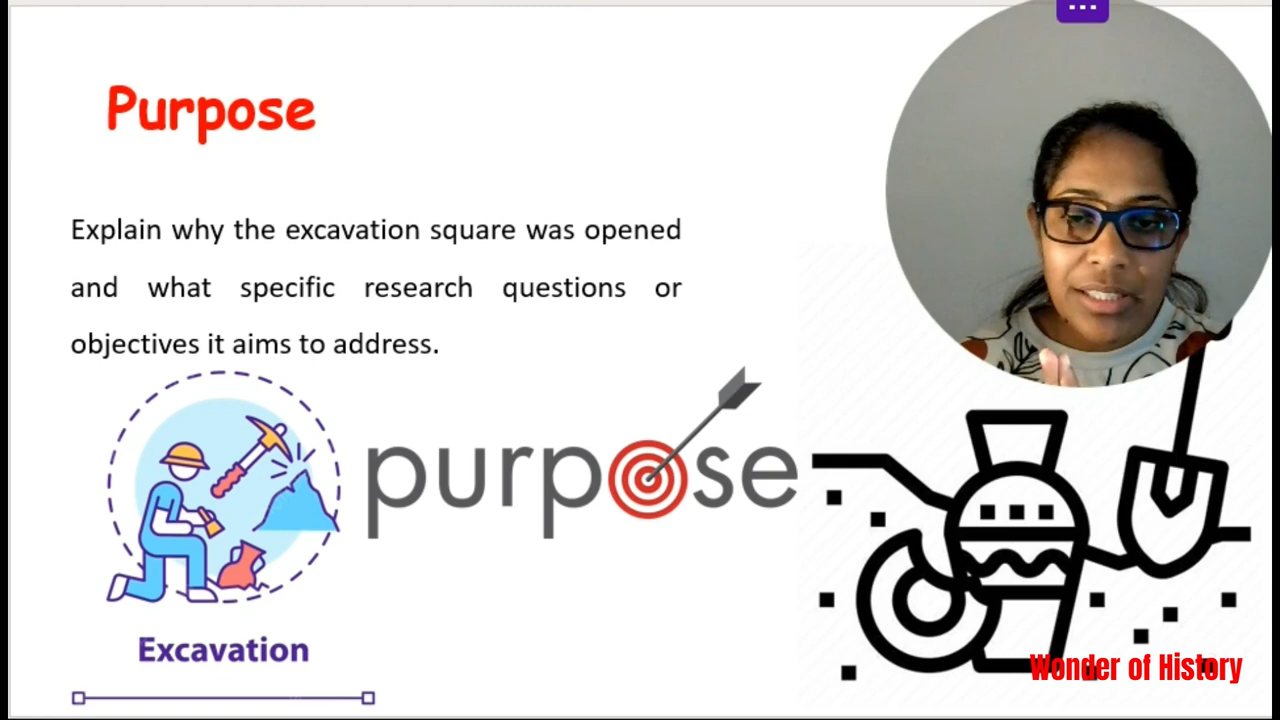 Purpose
Explain why the excavation square was opened
and what specific research questions or
objectives it aims to address.
purpose
Excavation
Wonder of History